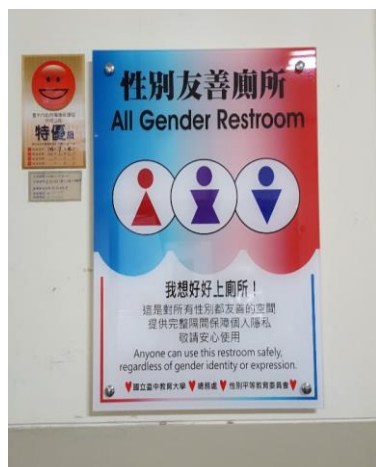 特優
性別友善廁所
All Gender Restroom
我想好好上廁所！
這是對所有性別都友善的空間
提供完整隔間保障個人隱私
敬請安心使用
Anyone can use this restroom safely,
regardless of gender identity or expression.
國立臺中教育大學 總務處 性別平等教育委員會